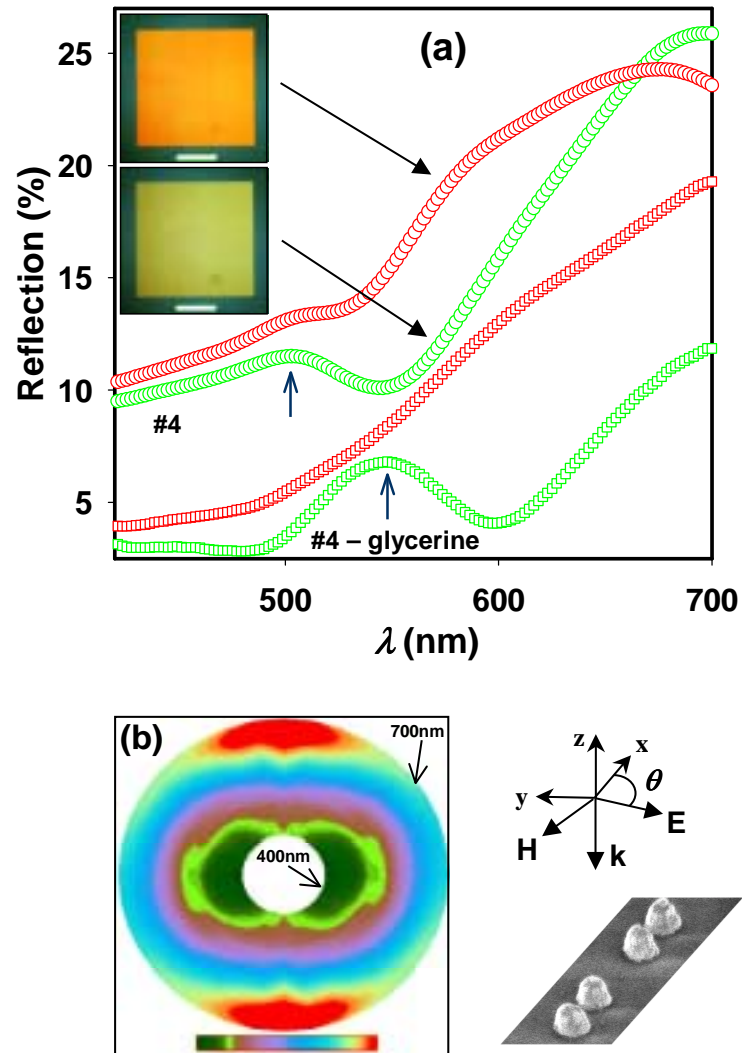 (a)
25
20
15
10
5
Reflection (%)
#4
#4 – glycerine
500
600
700
λ (nm)
(b)
700nm
400nm
z
x
θ
y
E
H
k